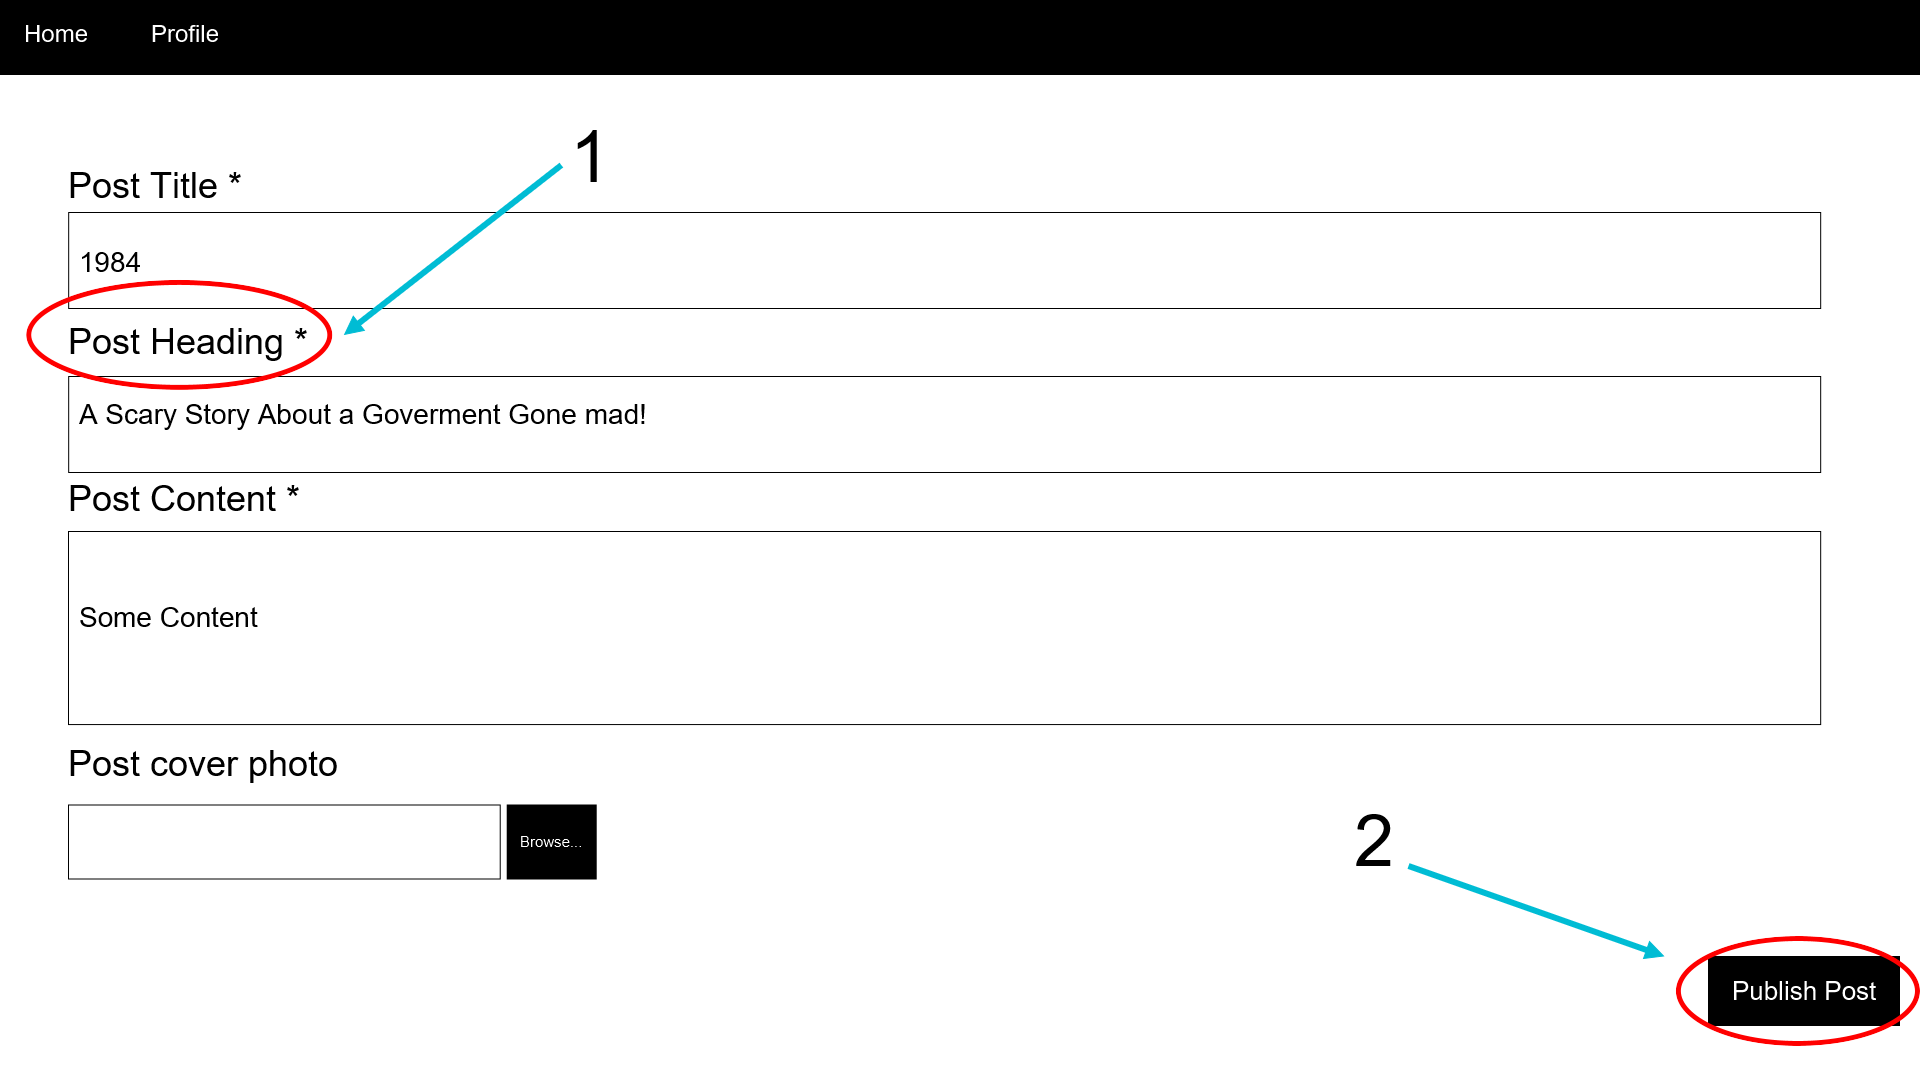 Home Profile
1
Post Title *
1984
Post Heading *
A Scary Story About a Goverment Gone mad!
Post Content *
Some Content
Post cover photo
Browse...
2
Publish Post